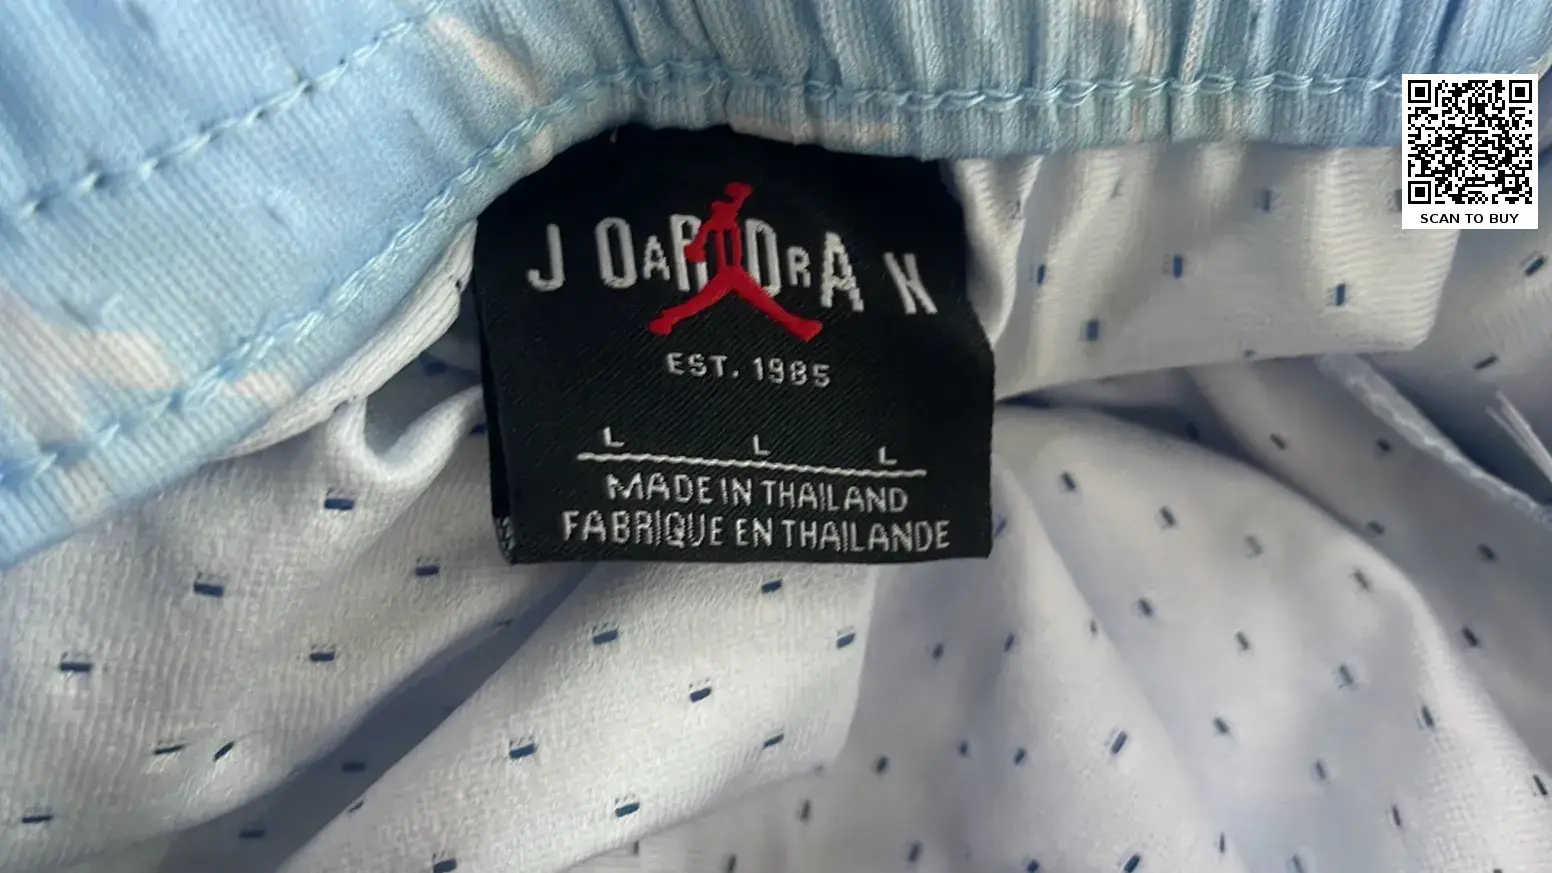 JOARDRAN
EST. 1985
L L L
MADE IN THAILAND
FABRIQUE EN THAILANDE
SCAN TO BUY